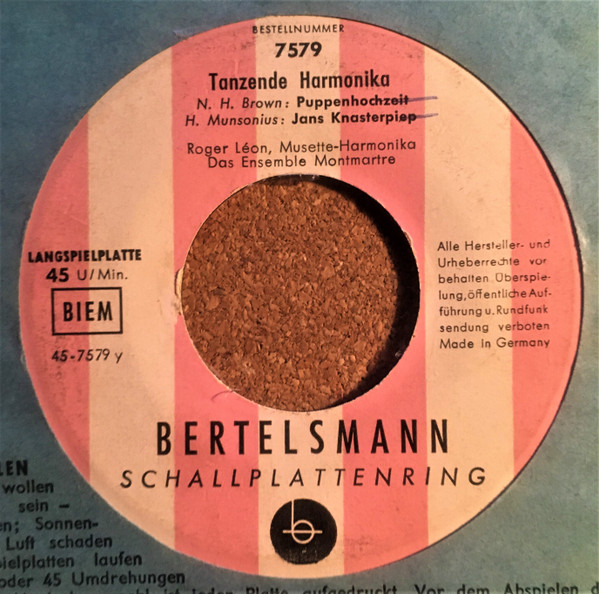 BESTELLNUMMER
7579
Tanzende Harmonika
N. H. Brown: Puppenhochzeit
H. Munsonius: Jans Knasterpiep
Roger Léon, Musette-Harmonika
Das Ensemble Montmartre
LANGSPIELPLATTE
45 U/Min.
BIEM
45-7579 y
Alle Hersteller- und
Urheberrechte vor
behalten. Überspie-
lung, öffentliche Auf-
führung u. Rundfunk
sendung verboten
Made in Germany
BERTELSMANN
SCHALLPLATTENRING
b
LEN
wollen
sein –
en; Sonnen-
Luft schaden
ielplatten laufen
oder 45 Umdrehungen
ist jeden Platte aufgedruckt. Vor dem Abspielen d